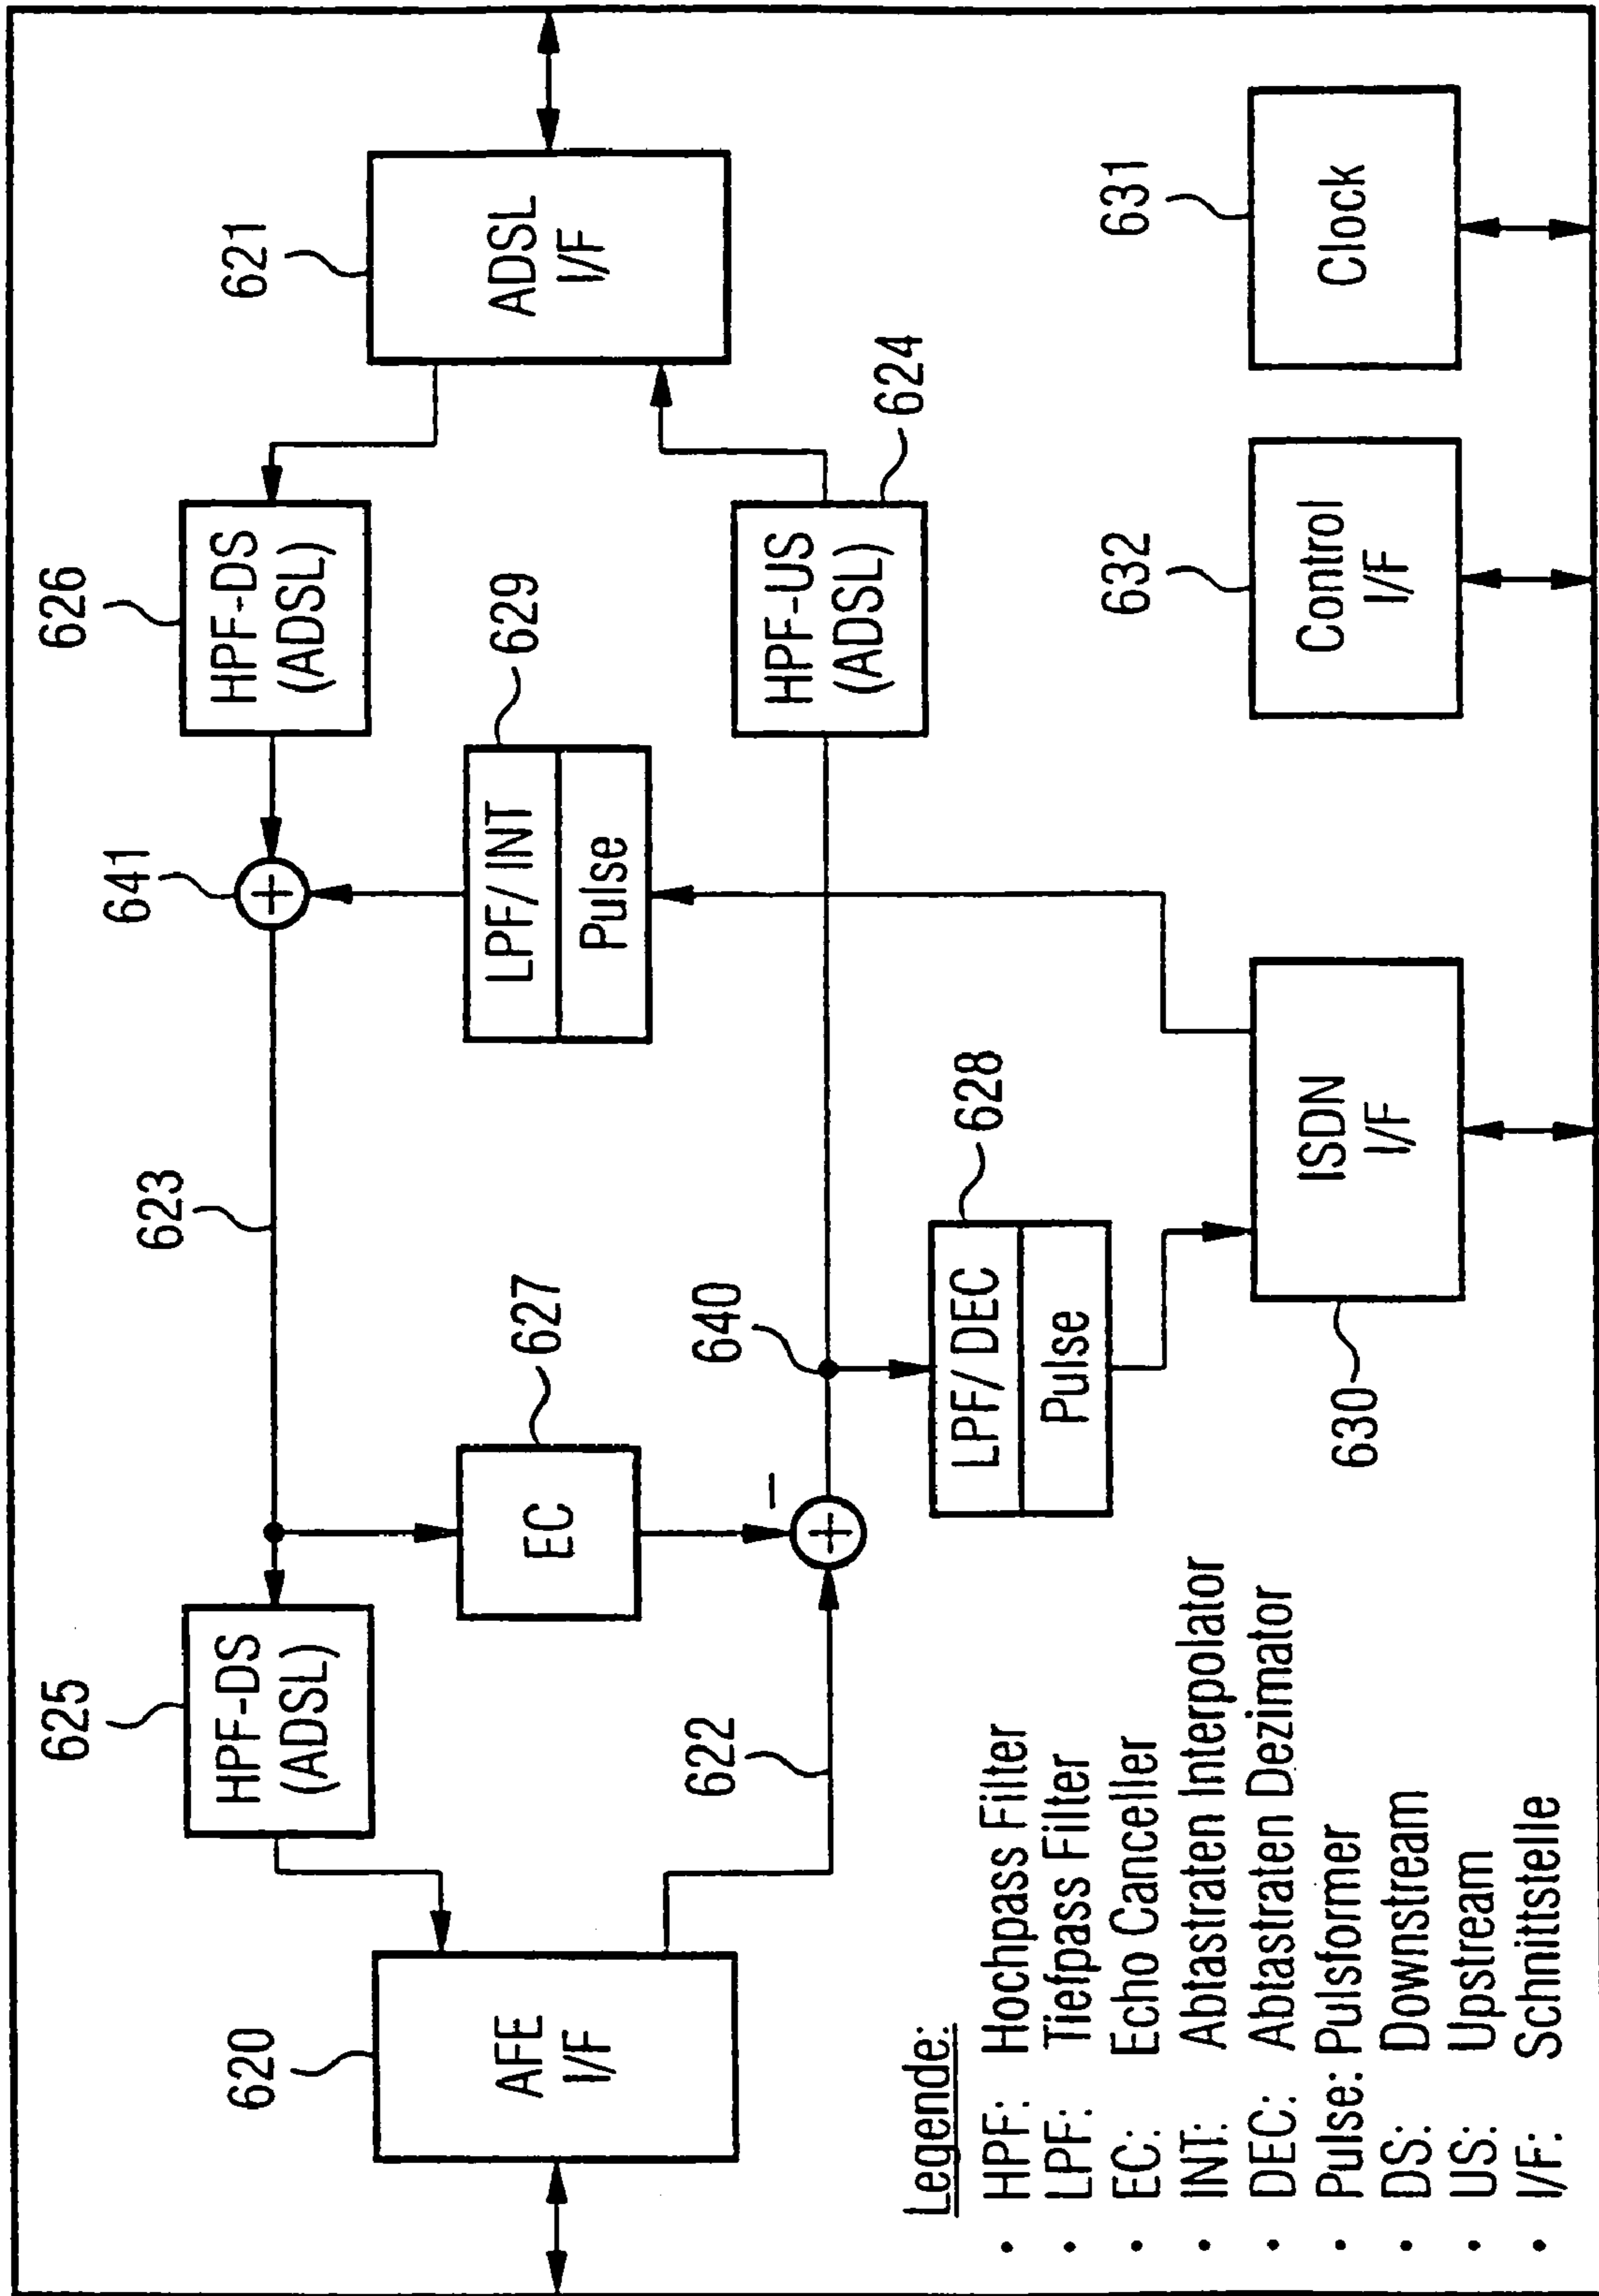 625
626
HPF-DS
(ADSL)
623
641
HPF-DS
(ADSL)
620
AFE
I/F
627
EC
629
LPF/ INT
Pulse
621
ADSL
I/F
622
–
+
+
640
HPF-US
(ADSL)
624
628
LPF/ DEC
Pulse
630
ISDN
I/F
632
Control
I/F
631
Clock
Legende:
• HPF: Hochpass Filter
• LPF: Tiefpass Filter
• EC: Echo Canceller
• INT: Abtastraten Interpolator
• DEC: Abtastraten Dezimator
• Pulse: Pulsformer
• DS: Downstream
• US: Upstream
• I/F: Schnittstelle